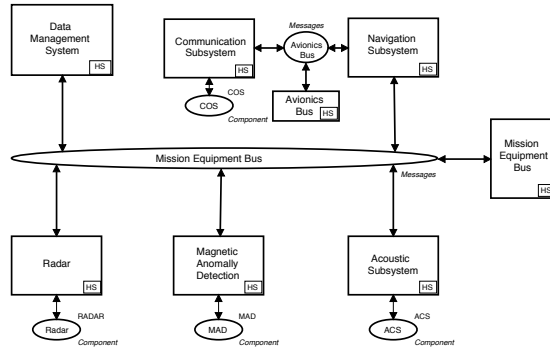 Data
Management
System
HS
Communication
Subsystem
HS
Messages
Avionics
Bus
Navigation
Subsystem
HS
COS
COS
Component
Avionics
Bus
HS
Mission Equipment Bus
Messages
Mission
Equipment
Bus
HS
Radar
HS
Magnetic
Anomally
Detection
HS
Acoustic
Subsystem
HS
RADAR
Radar
Component
MAD
MAD
Component
ACS
ACS
Component